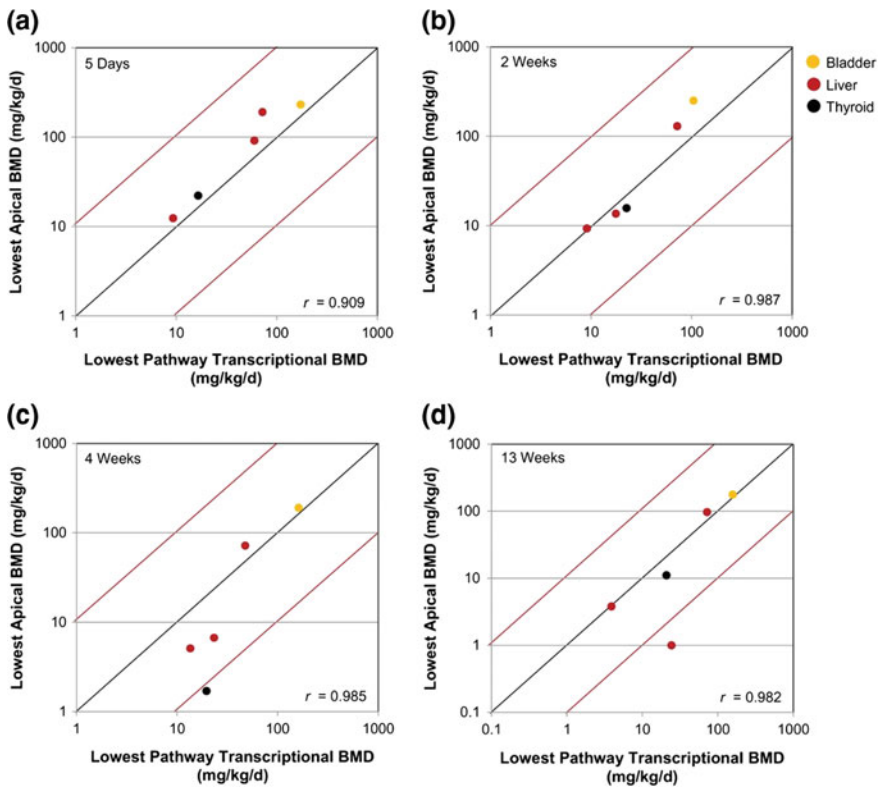 (a)
5 Days
1000
100
10
1
1
10
100
1000
r = 0.909
Lowest Apical BMD (mg/kg/d)
Lowest Pathway Transcriptional BMD
(mg/kg/d)
(b)
2 Weeks
1000
100
10
1
1
10
100
1000
r = 0.987
Lowest Apical BMD (mg/kg/d)
Lowest Pathway Transcriptional BMD
(mg/kg/d)
Bladder
Liver
Thyroid
(c)
4 Weeks
1000
100
10
1
1
10
100
1000
r = 0.985
Lowest Apical BMD (mg/kg/d)
Lowest Pathway Transcriptional BMD
(mg/kg/d)
(d)
13 Weeks
1000
100
10
1
0.1
0.1
1
10
100
1000
r = 0.982
Lowest Apical BMD (mg/kg/d)
Lowest Pathway Transcriptional BMD
(mg/kg/d)